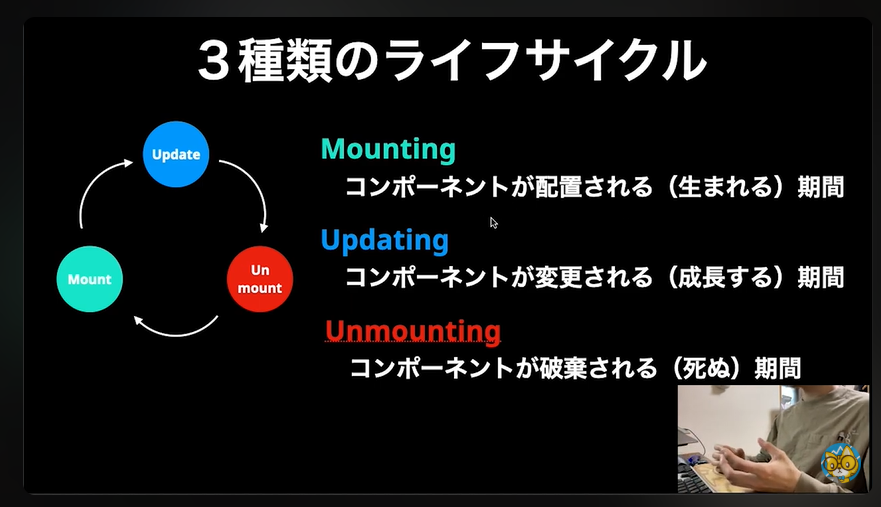 ３種類のライフサイクル
Update
Mount
Un
mount
Mounting
コンポーネントが配置される（生まれる）期間
Updating
コンポーネントが変更される（成長する）期間
Unmounting
コンポーネントが破棄される（死ぬ）期間